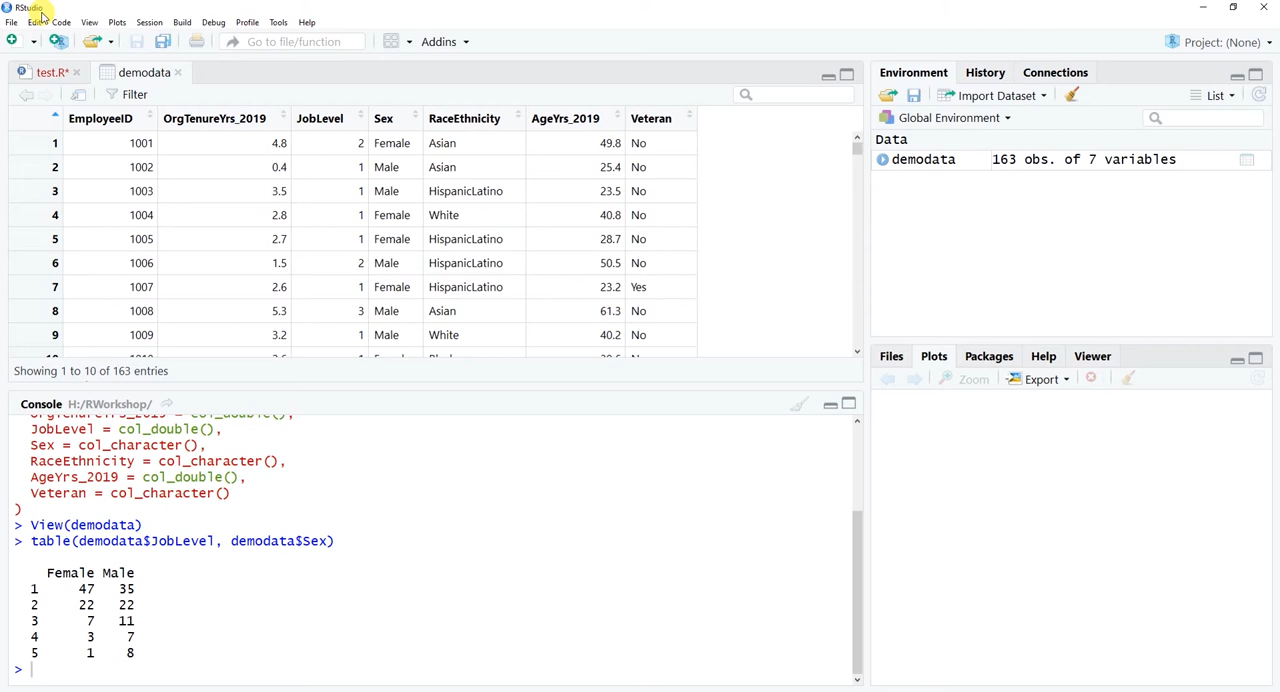 RStudio
File Edit Code View Plots Session Build Debug Profile Tools Help
Go to file/function Addins Project: (None)
test.R* demodata
Filter
EmployeeID OrgTenureYrs_2019 JobLevel Sex RaceEthnicity AgeYrs_2019 Veteran
1 1001 4.8 2 Female Asian 49.8 No
2 1002 0.4 1 Male Asian 25.4 No
3 1003 3.5 1 Male HispanicLatino 23.5 No
4 1004 2.8 1 Female White 40.8 No
5 1005 2.7 1 Female HispanicLatino 28.7 No
6 1006 1.5 2 Male HispanicLatino 50.5 No
7 1007 2.6 1 Female HispanicLatino 23.2 Yes
8 1008 5.3 3 Male Asian 61.3 No
9 1009 3.2 1 Male White 40.2 No
Showing 1 to 10 of 163 entries
Console H:/RWorkshop/
OrgTenureYrs_2019 = col_double(),
JobLevel = col_double(),
Sex = col_character(),
RaceEthnicity = col_character(),
AgeYrs_2019 = col_double(),
Veteran = col_character()
)
> View(demodata)
> table(demodata$JobLevel, demodata$Sex)
Female Male
1 47 35
2 22 22
3 7 11
4 3 7
5 1 8
>
Environment History Connections
Import Dataset List
Global Environment
Data
demodata 163 obs. of 7 variables
Files Plots Packages Help Viewer
Zoom Export